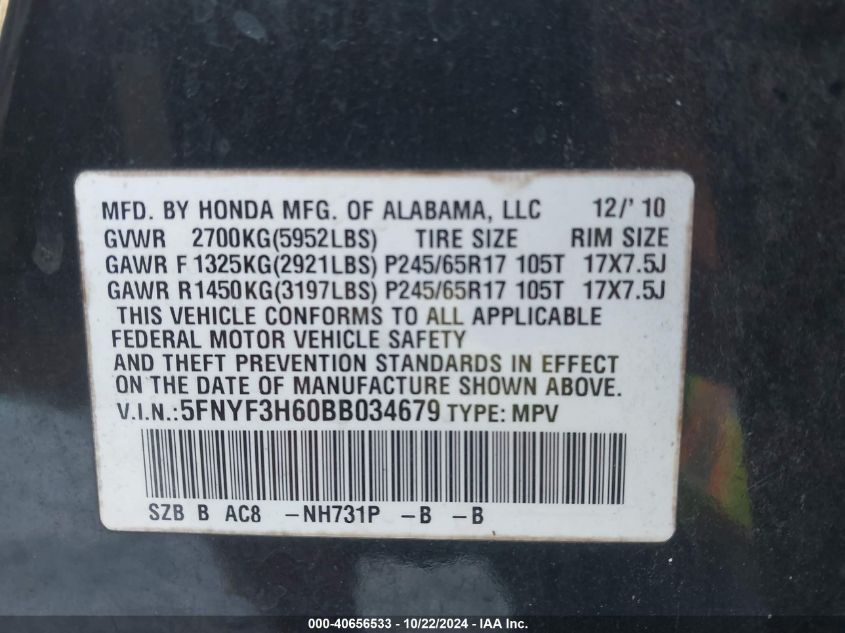 MFD. BY HONDA MFG. OF ALABAMA, LLC 12/' 10
GVWR 2700KG(5952LBS) TIRE SIZE RIM SIZE
GAWR F 1325KG(2921LBS) P245/65R17 105T 17X7.5J
GAWR R1450KG(3197LBS) P245/65R17 105T 17X7.5J
THIS VEHICLE CONFORMS TO ALL APPLICABLE
FEDERAL MOTOR VEHICLE SAFETY
AND THEFT PREVENTION STANDARDS IN EFFECT
ON THE DATE OF MANUFACTURE SHOWN ABOVE.
V.I.N.: 5FNYF3H60BB034679 TYPE: MPV
SZB B AC8 -NH731P -B -B
000-40656533 - 10/22/2024 - IAA Inc.